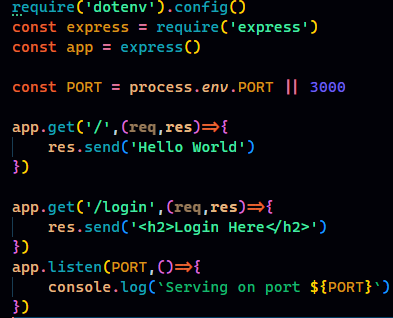 require('dotenv').config()
const express = require('express')
const app = express()
const PORT = process.env.PORT || 3000
app.get('/',(req,res)=>{
res.send('Hello World')
})
app.get('/login',(req,res)=>{
res.send('<h2>Login Here</h2>')
})
app.listen(PORT,()=>{
console.log(`Serving on port ${PORT}`)
})